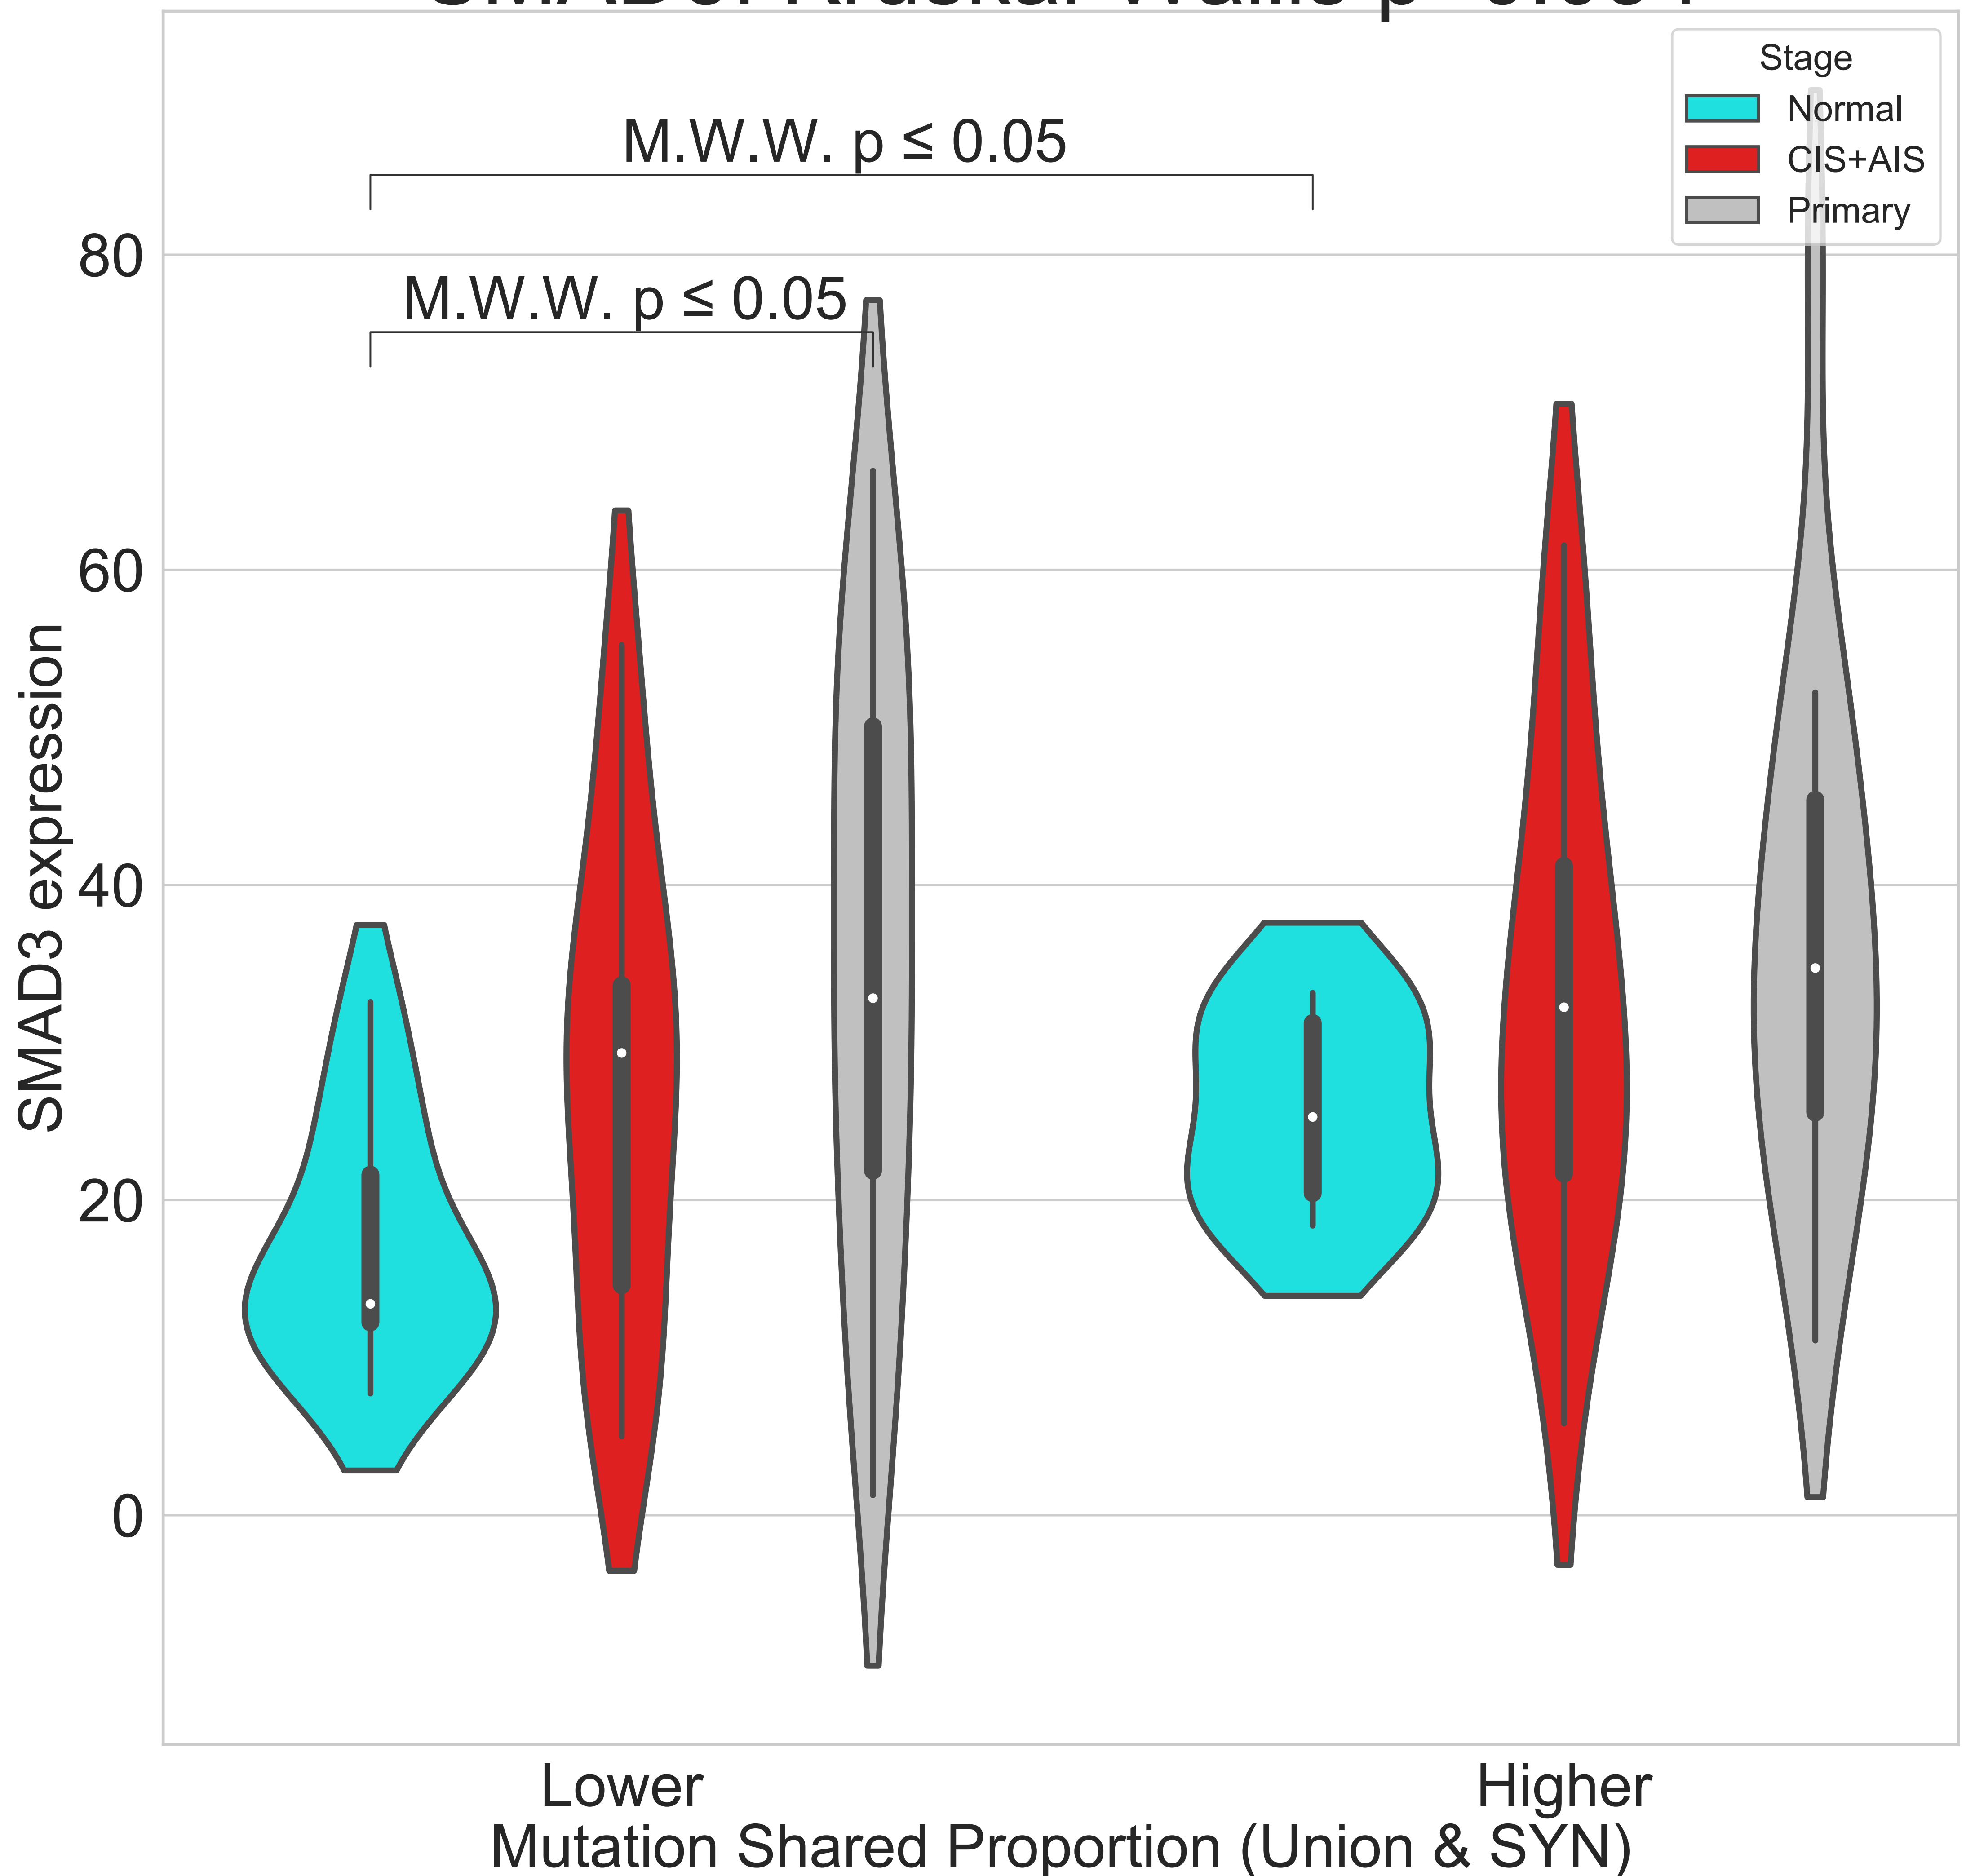 Stage
Normal
CIS+AIS
Primary
M.W.W. p ≤ 0.05
M.W.W. p ≤ 0.05
80
60
40
20
0
SMAD3 expression
Lower
Higher
Mutation Shared Proportion (Union & SYN)